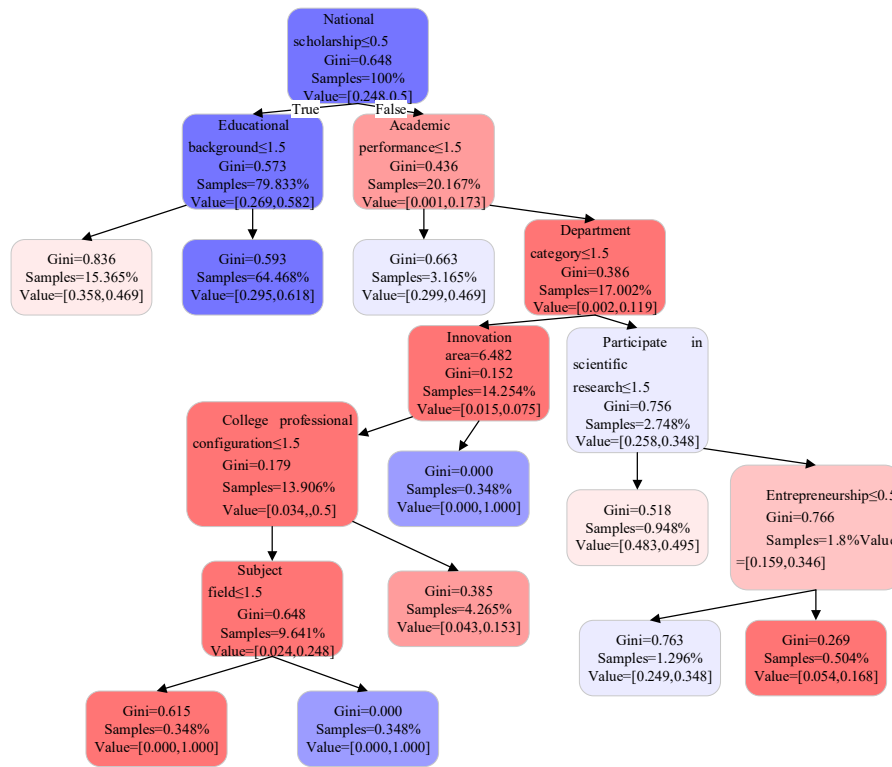 National
scholarship≤0.5
Gini=0.648
Samples=100%
Value=[0.248,0.5]
True
False
Educational
background≤1.5
Gini=0.573
Samples=79.833%
Value=[0.269,0.582]
Academic
performance≤1.5
Gini=0.436
Samples=20.167%
Value=[0.001,0.173]
Gini=0.836
Samples=15.365%
Value=[0.358,0.469]
Gini=0.593
Samples=64.468%
Value=[0.295,0.618]
Gini=0.663
Samples=3.165%
Value=[0.299,0.469]
Department
category≤1.5
Gini=0.386
Samples=17.002%
Value=[0.002,0.119]
Innovation
area=6.482
Gini=0.152
Samples=14.254%
Value=[0.015,0.075]
Participate in
scientific
research≤1.5
Gini=0.756
Samples=2.748%
Value=[0.258,0.348]
College professional
configuration≤1.5
Gini=0.179
Samples=13.906%
Value=[0.034,,0.5]
Gini=0.000
Samples=0.348%
Value=[0.000,1.000]
Gini=0.518
Samples=0.948%
Value=[0.483,0.495]
Entrepreneurship≤0.5
Gini=0.766
Samples=1.8%Value
=[0.159,0.346]
Subject
field≤1.5
Gini=0.648
Samples=9.641%
Value=[0.024,0.248]
Gini=0.385
Samples=4.265%
Value=[0.043,0.153]
Gini=0.763
Samples=1.296%
Value=[0.249,0.348]
Gini=0.269
Samples=0.504%
Value=[0.054,0.168]
Gini=0.615
Samples=0.348%
Value=[0.000,1.000]
Gini=0.000
Samples=0.348%
Value=[0.000,1.000]